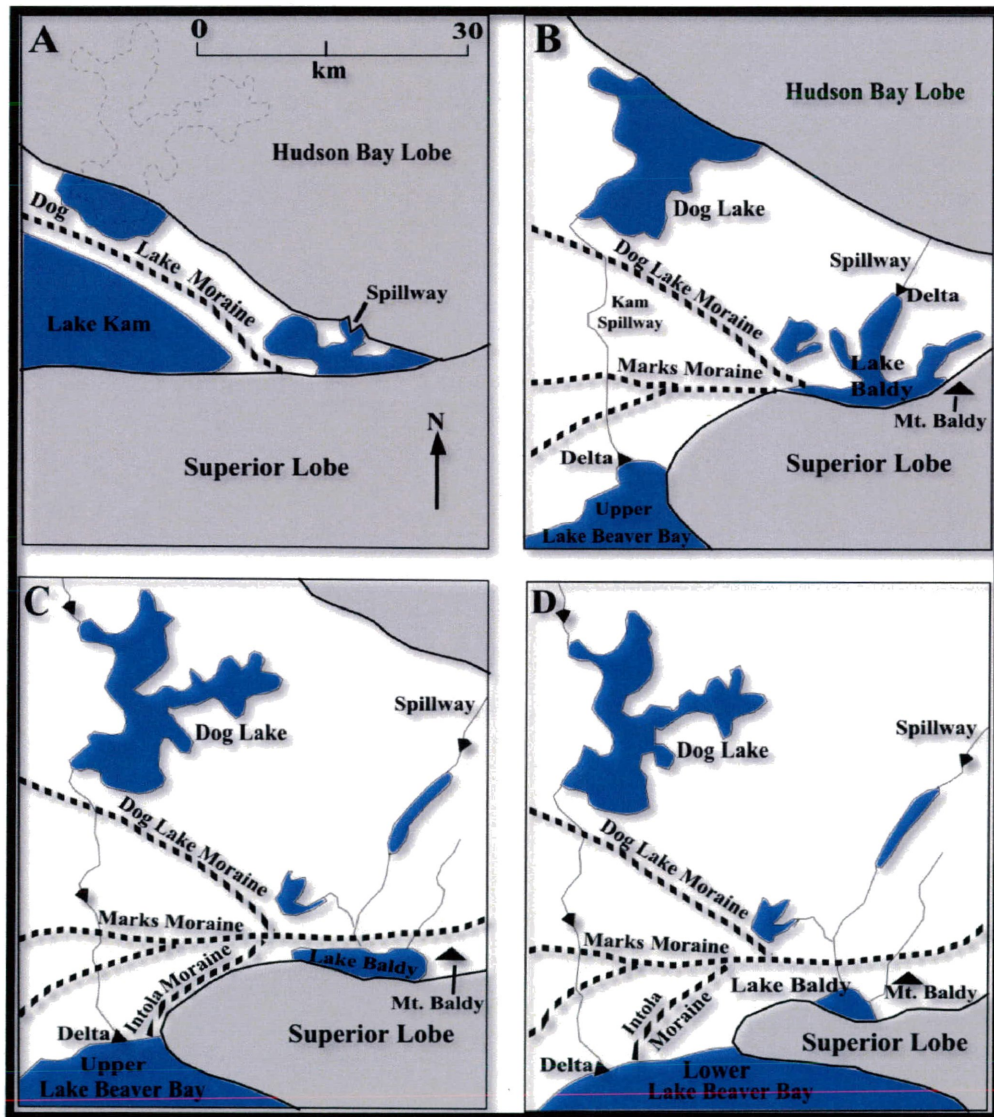 A
0 30
km
Hudson Bay Lobe
Dog
Lake Moraine
Spillway
Lake Kam
N
Superior Lobe
B
Hudson Bay Lobe
Dog Lake
Spillway
Delta
Dog Lake Moraine
Kam
Spillway
Lake
Baldy
Marks Moraine
Mt. Baldy
Delta
Superior Lobe
Upper
Lake Beaver Bay
C
Spillway
Dog Lake
Dog Lake Moraine
Marks Moraine
Lake Baldy
Mt. Baldy
Intola Moraine
Delta
Superior Lobe
Upper
Lake Beaver Bay
D
Spillway
Dog Lake
Dog Lake Moraine
Marks Moraine
Lake Baldy
Mt. Baldy
Intola
Moraine
Superior Lobe
Delta
Lower
Lake Beaver Bay